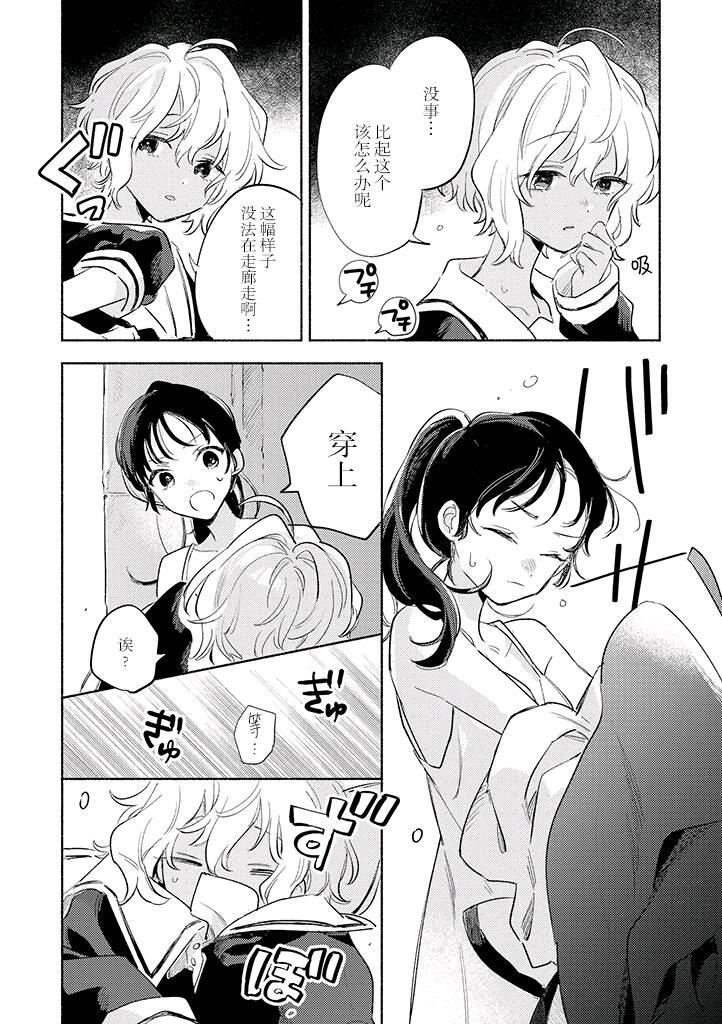 没事…
比起这个
该怎么办呢
吸
プチ
プチ
这幅样子
没法在走廊走啊…
ぐいっ
穿上
诶?
ぎゅ
ぎゅ
等…
ずぼっ